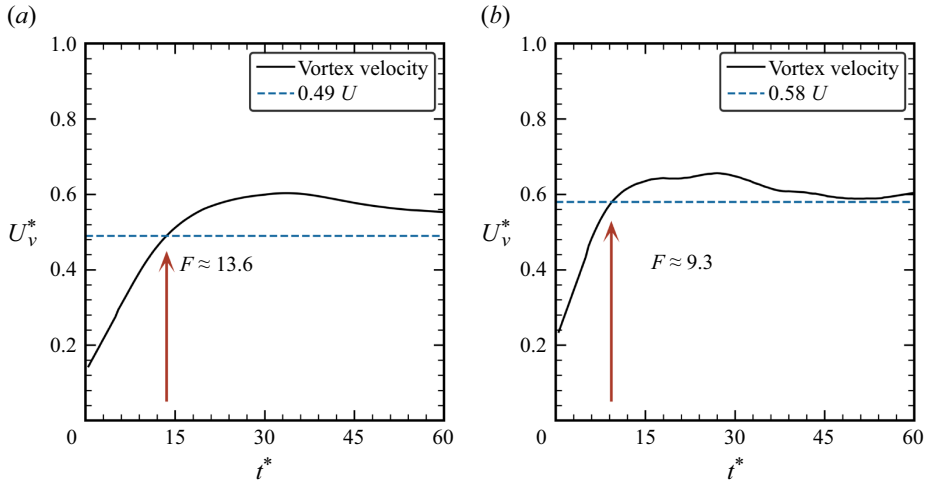 (a)
1.0
0.8
0.6
0.4
0.2
0
U*v
Vortex velocity
0.49 U
F ≈ 13.6
15
30
45
60
t*
(b)
1.0
0.8
0.6
0.4
0.2
0
U*v
Vortex velocity
0.58 U
F ≈ 9.3
15
30
45
60
t*